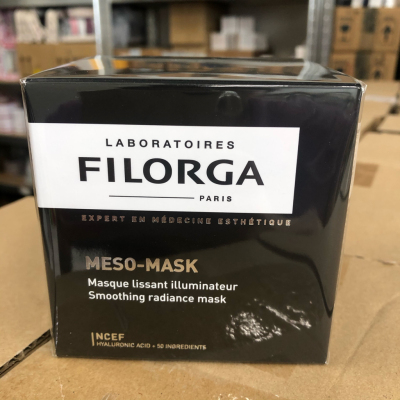 LABORATOIRES
FILORGA
PARIS
EXPERT EN MÉDECINE ESTHÉTIQUE
MESO-MASK
Masque lissant illuminateur
Smoothing radiance mask
NCEF
HYALURONIC ACID + 50 INGREDIENTS